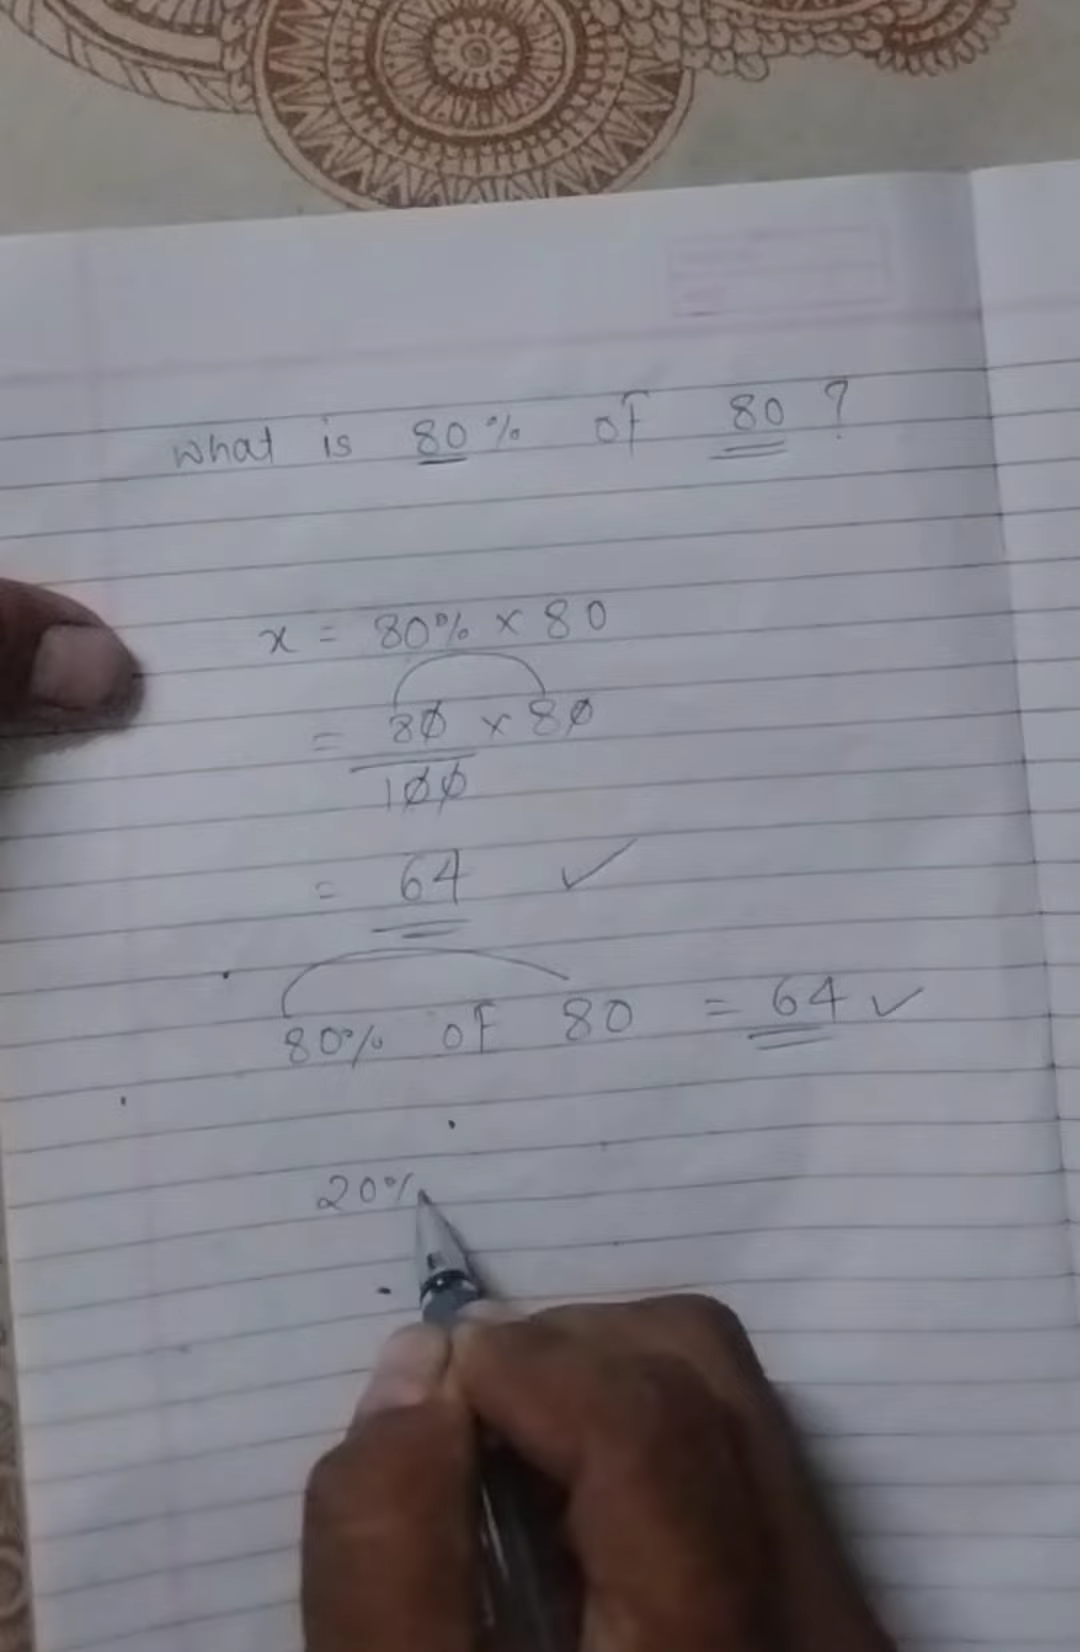 what is 80% of 80 ?
x = 80% x 80
= 80 x 80
100
= 64 ✓
80% of 80 = 64 ✓
20%